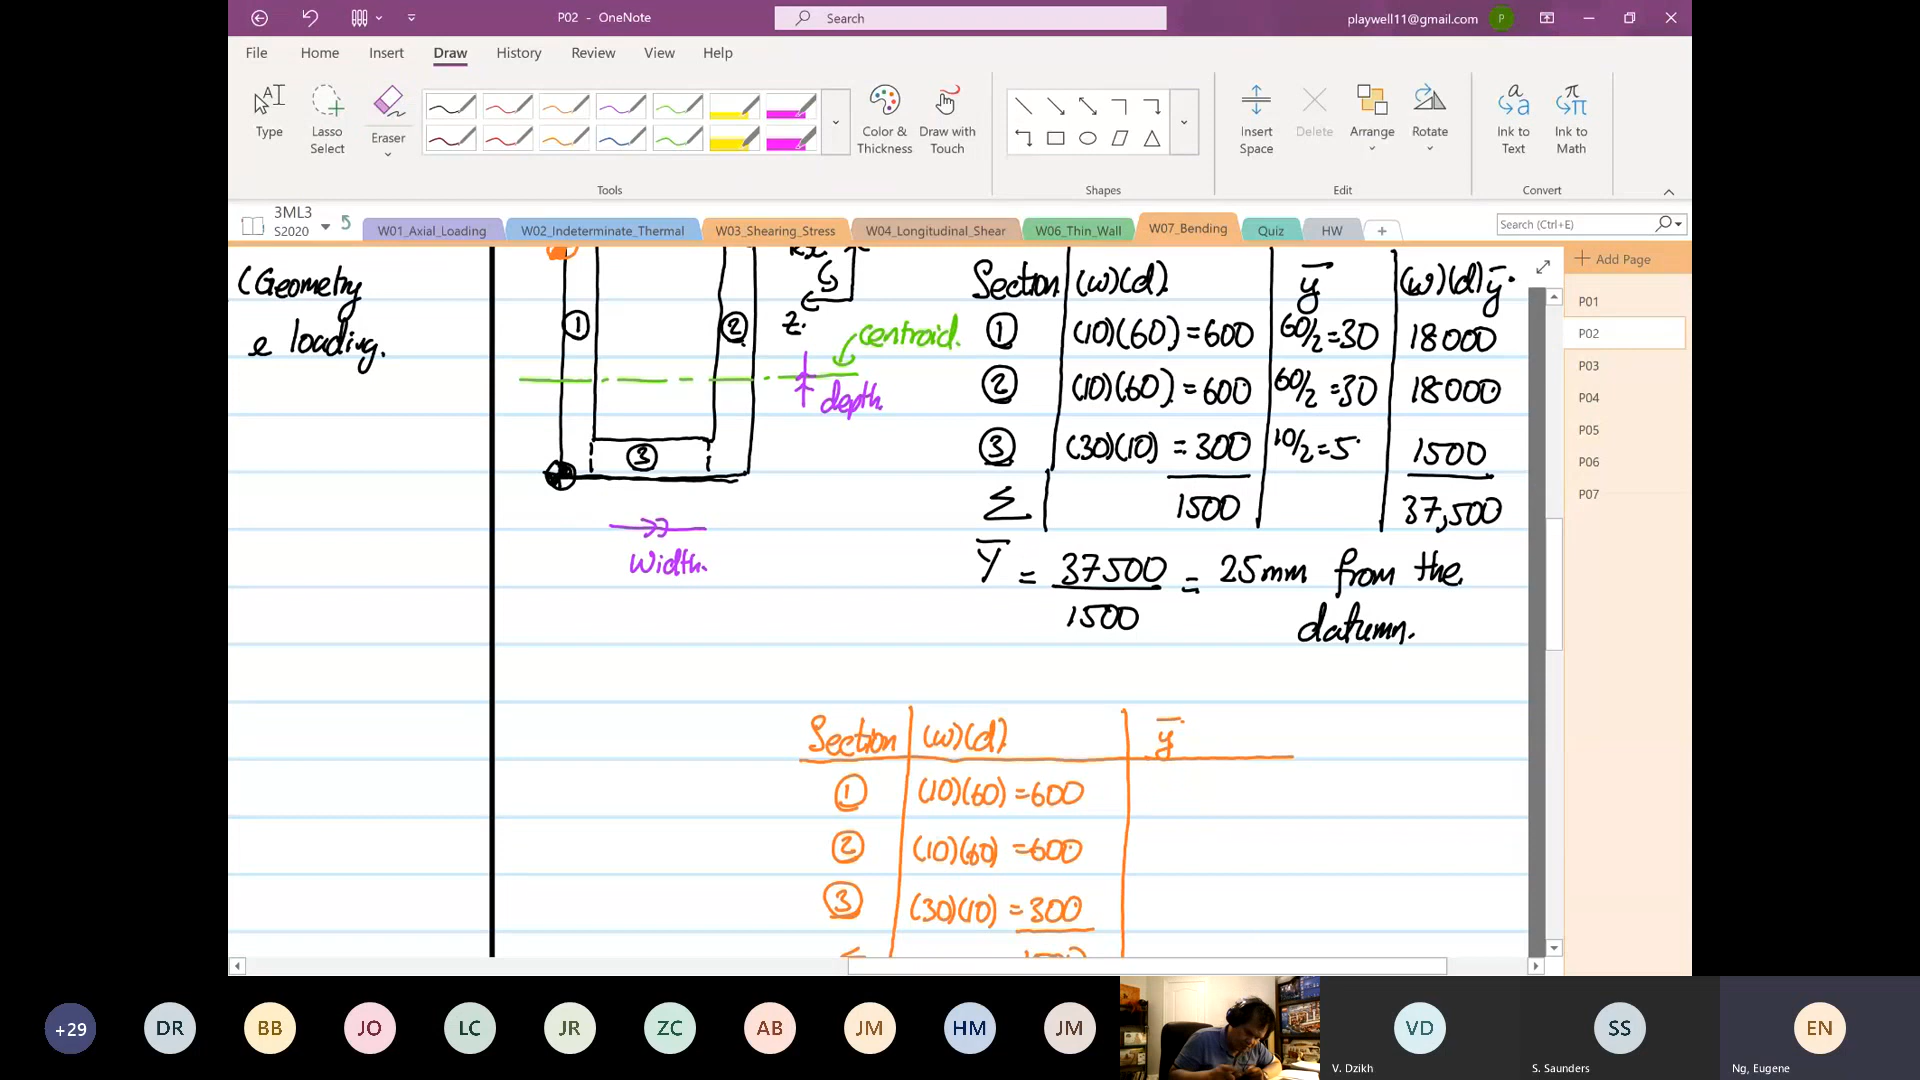 P02 - OneNote
Search
playwell11@gmail.com
P
File
Home
Insert
Draw
History
Review
View
Help
Type
Lasso Select
Eraser
Color & Thickness
Draw with Touch
Insert Space
Delete
Arrange
Rotate
Ink to Text
Ink to Math
Tools
Shapes
Edit
Convert
3ML3 S2020
W01_Axial_Loading
W02_Indeterminate_Thermal
W03_Shearing_Stress
W04_Longitudinal_Shear
W06_Thin_Wall
W07_Bending
Quiz
HW
Search (Ctrl+E)
Add Page
P01
P02
P03
P04
P05
P06
P07
(Geometry
e loading.
① ② z.
centroid.
depth.
③
Width.
Section (w)(d). ȳ (w)(d)ȳ.
① (10)(60) = 600 60/2 = 30 18000
② (10)(60) = 600 60/2 = 30 18000
③ (30)(10) = 300 10/2 = 5. 1500
Σ 1500 37,500
Ȳ = 37500 / 1500 = 25mm from the
datumn.
Section (w)(d). ȳ
① (10)(60) = 600
② (10)(60) = 600
③ (30)(10) = 300
+29
DR
BB
JO
LC
JR
ZC
AB
JM
HM
JM
VD
V. Dzikh
SS
S. Saunders
EN
Ng, Eugene